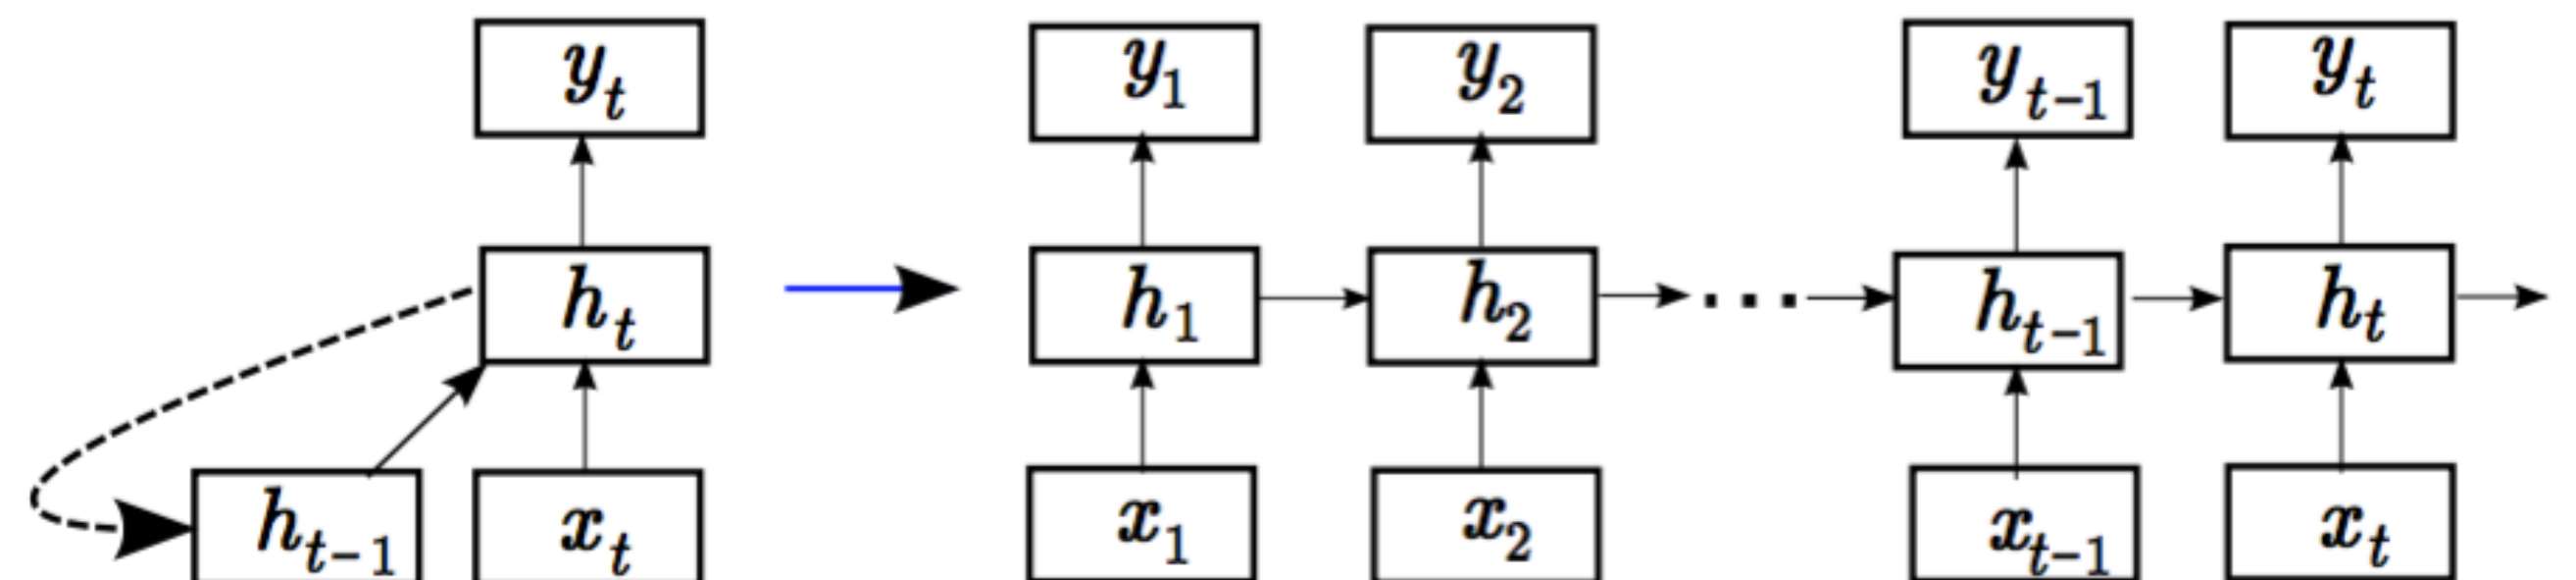 y_t y_1 y_2 y_{t-1} y_t
h_t h_1 h_2 ... h_{t-1} h_t
h_{t-1} x_t x_1 x_2 x_{t-1} x_t